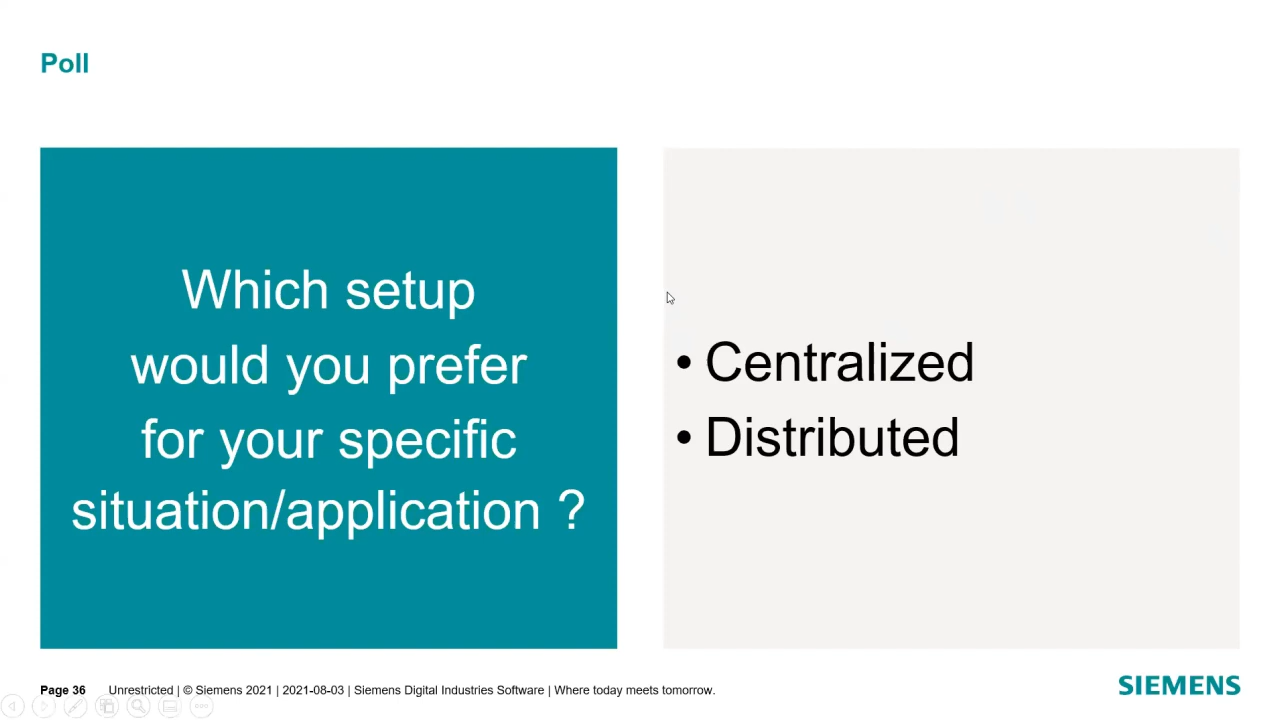 Poll
Which setup
would you prefer
for your specific
situation/application ?
• Centralized
• Distributed
Page 36 Unrestricted | © Siemens 2021 | 2021-08-03 | Siemens Digital Industries Software | Where today meets tomorrow.
SIEMENS